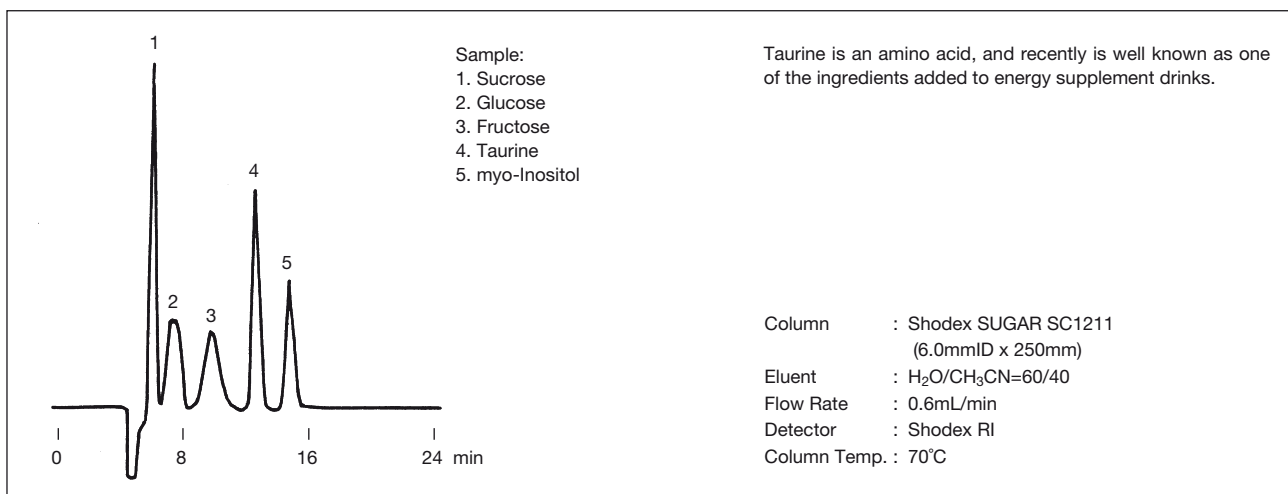 1
2
3
4
5
0
8
16
24 min
Sample:
1. Sucrose
2. Glucose
3. Fructose
4. Taurine
5. myo-Inositol
Taurine is an amino acid, and recently is well known as one
of the ingredients added to energy supplement drinks.
Column : Shodex SUGAR SC1211
(6.0mmID x 250mm)
Eluent : H₂O/CH₃CN=60/40
Flow Rate : 0.6mL/min
Detector : Shodex RI
Column Temp. : 70°C